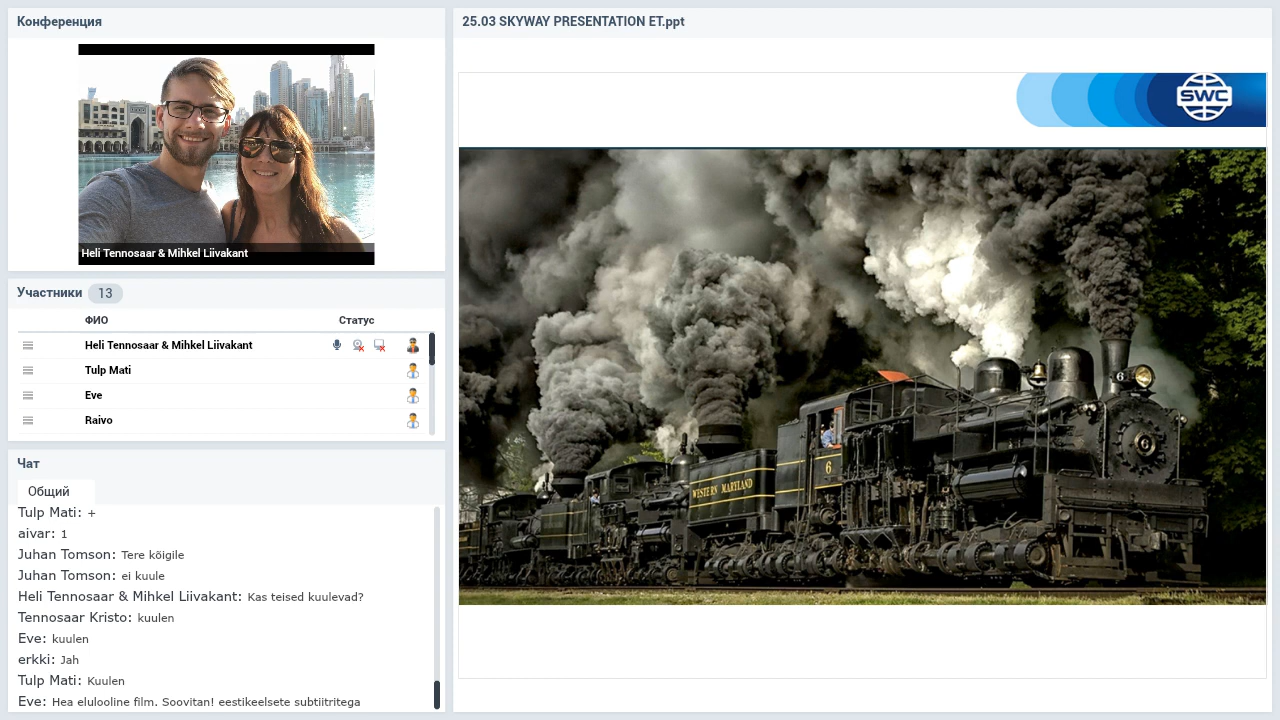 Конференция
Heli Tennosaar & Mihkel Liivakant
Участники 13
ФИО Статус
Heli Tennosaar & Mihkel Liivakant
Tulp Mati
Eve
Raivo
Чат
Общий
Tulp Mati: +
aivar: 1
Juhan Tomson: Tere kõigile
Juhan Tomson: ei kuule
Heli Tennosaar & Mihkel Liivakant: Kas teised kuulevad?
Tennosaar Kristo: kuulen
Eve: kuulen
erkki: Jah
Tulp Mati: Kuulen
Eve: Hea elulooline film. Soovitan! eestikeelsete subtiitritega
25.03 SKYWAY PRESENTATION ET.ppt
SWC
6
6
6
WESTERN MARYLAND